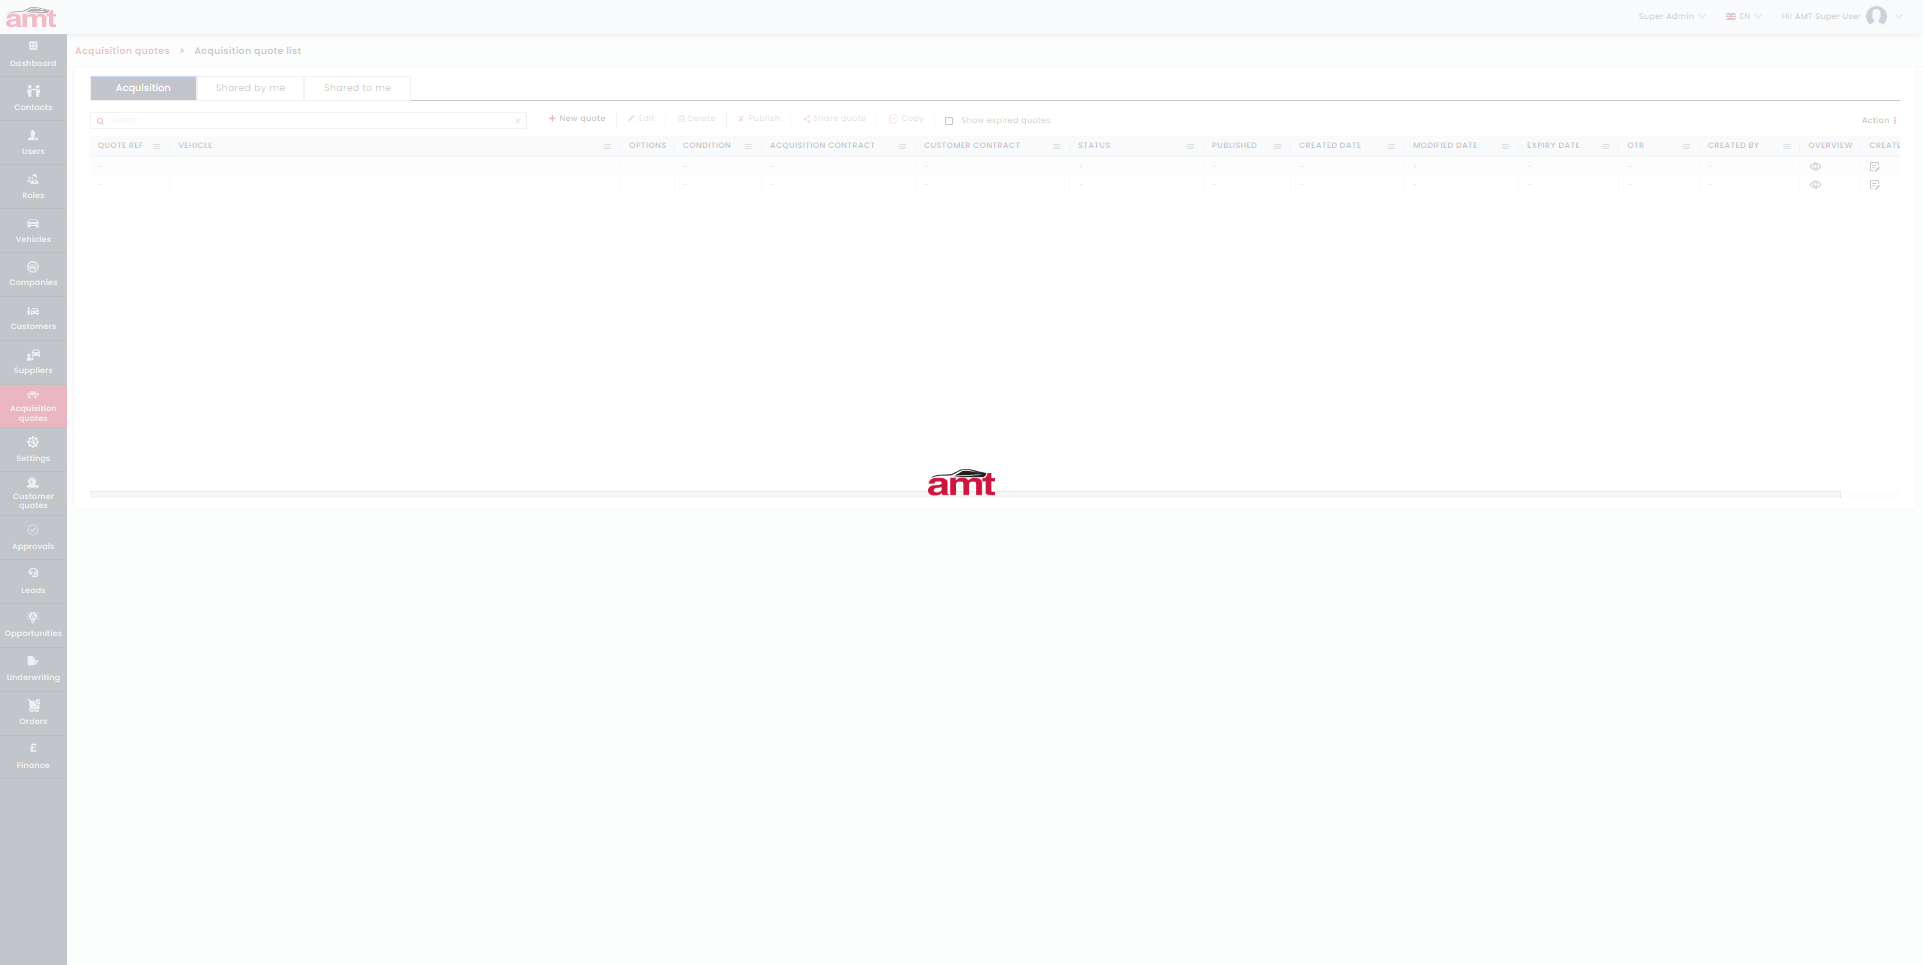 amt
Super Admin
EN
Hi! AMT Super User
Dashboard
Contacts
Users
Roles
Vehicles
Companies
Customers
Suppliers
Acquisition
quotes
Settings
Customer
quotes
Approvals
Leads
Opportunities
Underwriting
Orders
£
Finance
Acquisition quotes > Acquisition quote list
Acquisition Shared by me Shared to me
Search × + New quote Edit Delete Publish Share quote Copy Show expired quotes Action
QUOTE REF VEHICLE OPTIONS CONDITION ACQUISITION CONTRACT CUSTOMER CONTRACT STATUS PUBLISHED CREATED DATE MODIFIED DATE EXPIRY DATE OTR CREATED BY OVERVIEW CREATE
- - - - - - - - - - -
- - - - - - - - - - -
amt